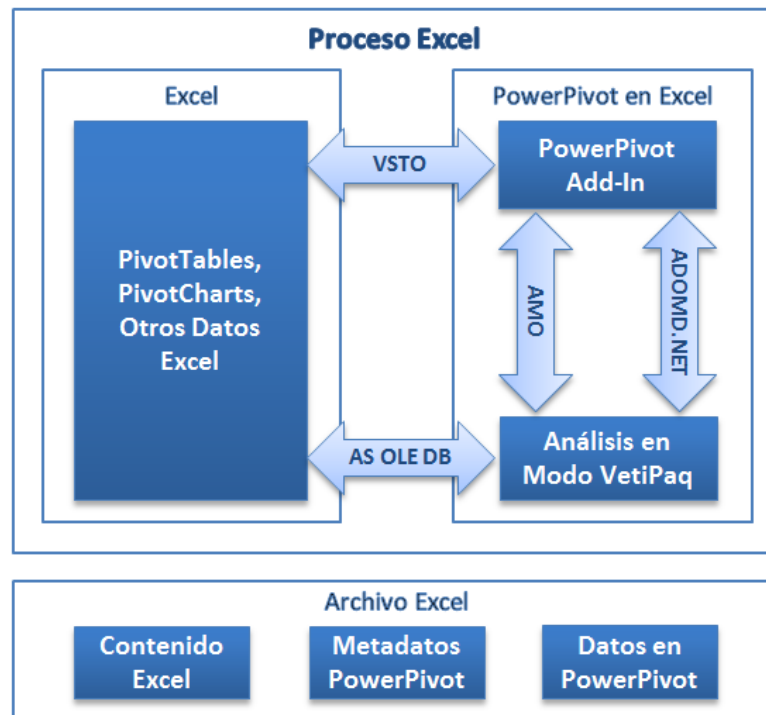 Proceso Excel
Excel
PowerPivot en Excel
PivotTables,
PivotCharts,
Otros Datos
Excel
VSTO
PowerPivot
Add-In
AMO
ADOMD.NET
AS OLE DB
Análisis en
Modo VetiPaq
Archivo Excel
Contenido
Excel
Metadatos
PowerPivot
Datos en
PowerPivot